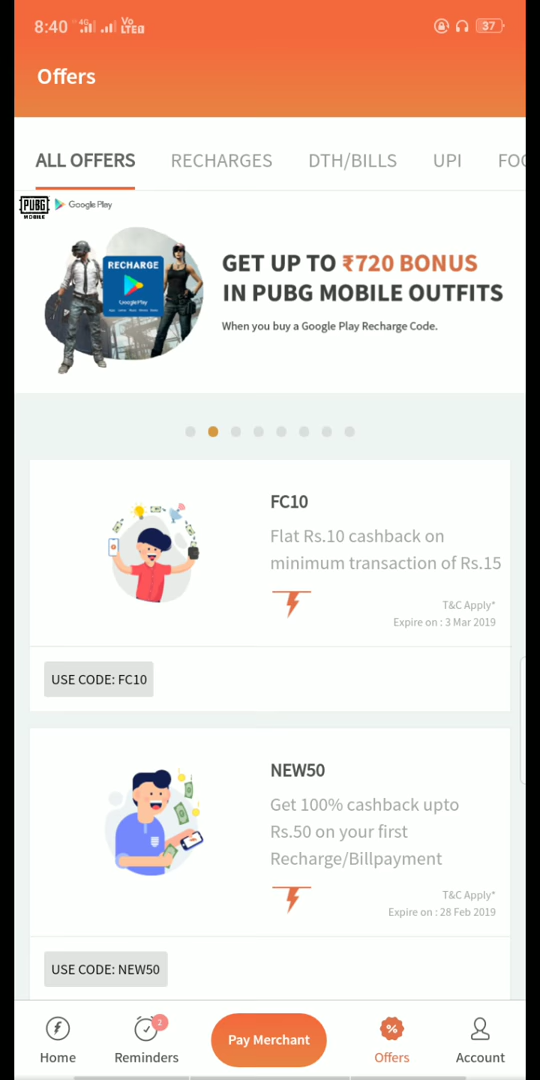 8:40 4G Vo LTE 37
Offers
ALL OFFERS RECHARGES DTH/BILLS UPI FOO
PUBG MOBILE Google Play
RECHARGE
Google Play
GET UP TO ₹720 BONUS
IN PUBG MOBILE OUTFITS
When you buy a Google Play Recharge Code.
FC10
Flat Rs.10 cashback on
minimum transaction of Rs.15
T&C Apply*
Expire on : 3 Mar 2019
USE CODE: FC10
NEW50
Get 100% cashback upto
Rs.50 on your first
Recharge/Billpayment
T&C Apply*
Expire on : 28 Feb 2019
USE CODE: NEW50
2
Pay Merchant
Home Reminders Offers Account